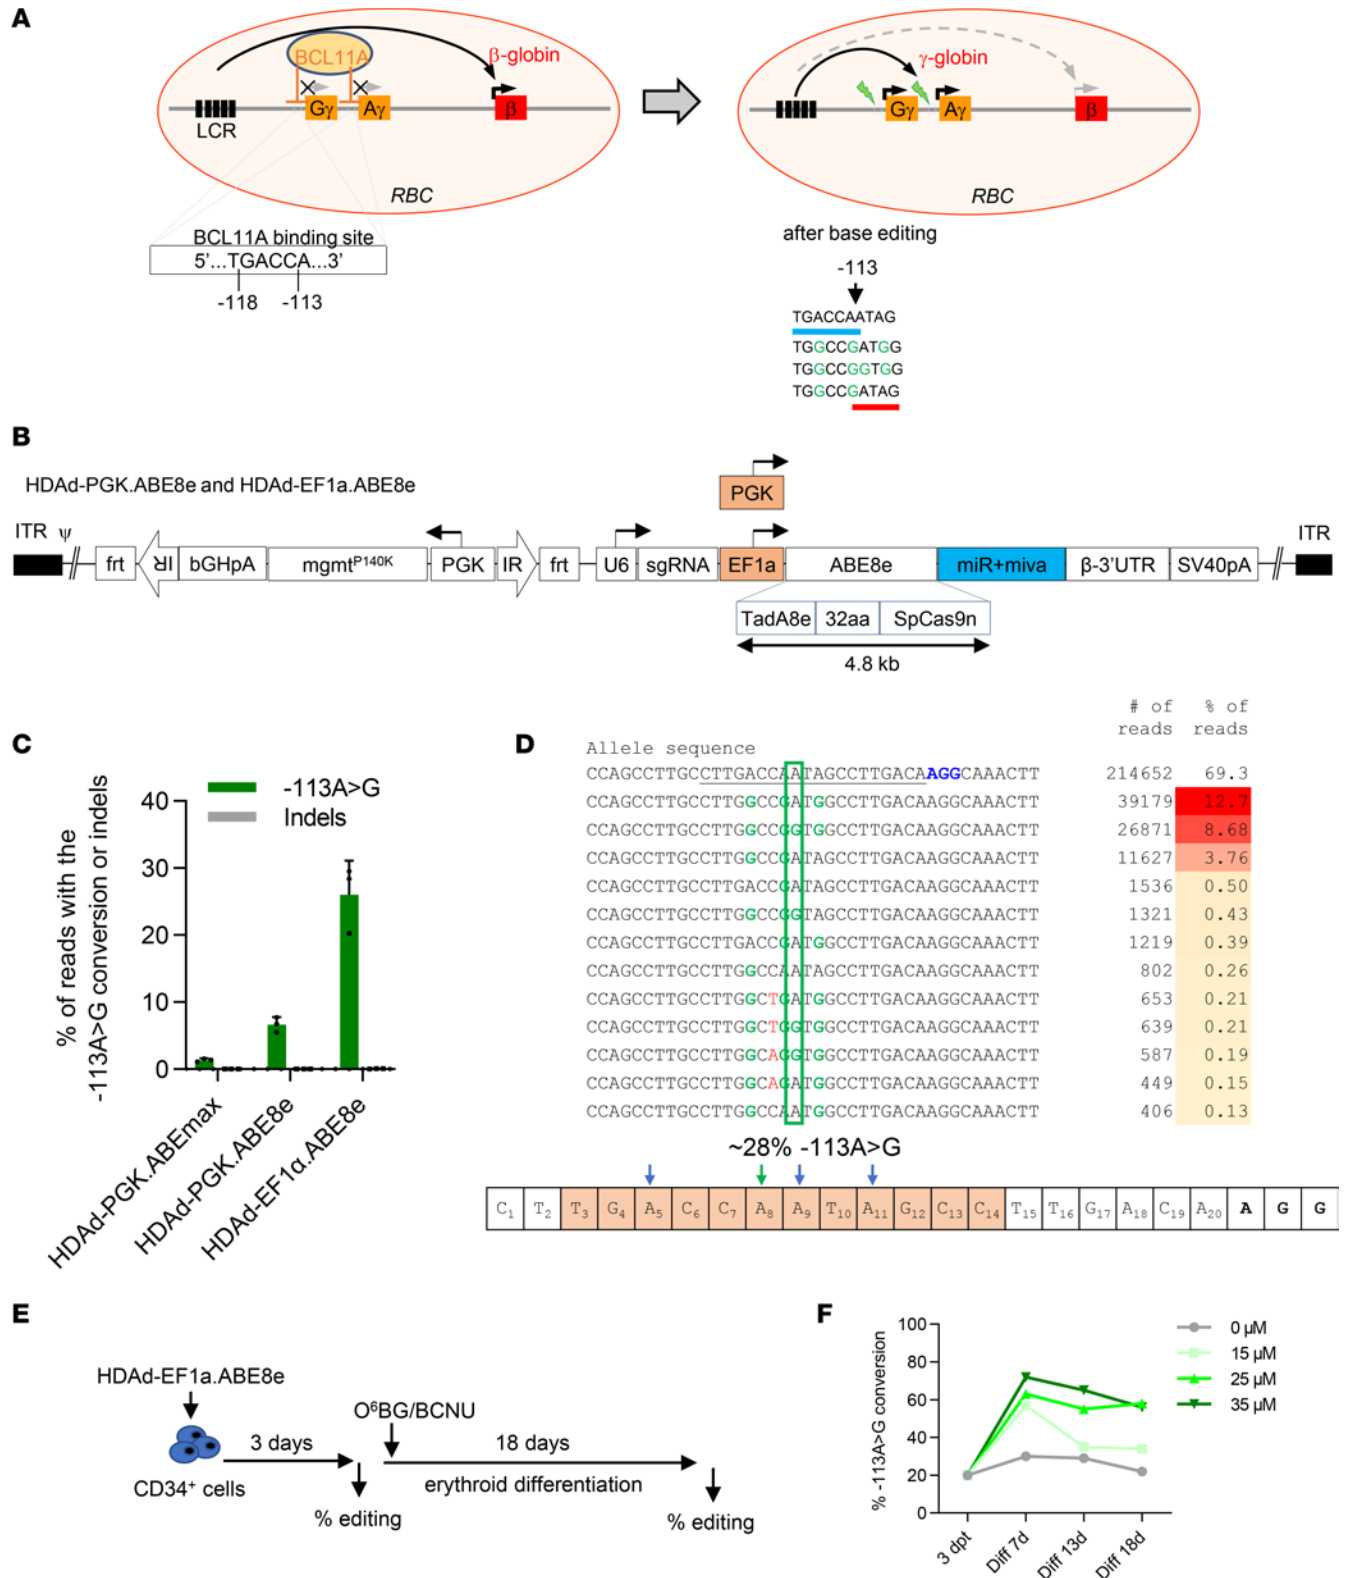 A
BCL11A
β-globin
Gγ
Aγ
β
LCR
RBC
BCL11A binding site
5'...TGACCA...3'
-118
-113
γ-globin
Gγ
Aγ
β
RBC
after base editing
-113
TGACCAATAG
TGGCCGATGG
TGGCCGGTGG
TGGCCGATAG
B
HDAd-PGK.ABE8e and HDAd-EF1a.ABE8e
PGK
ITR
ψ
ITR
frt
IR
bGHpA
mgmtᴾ¹⁴⁰ᴷ
PGK
IR
frt
U6
sgRNA
EF1a
ABE8e
miR+miva
β-3'UTR
SV40pA
TadA8e
32aa
SpCas9n
4.8 kb
C
% of reads with the
-113A>G conversion or indels
-113A>G
Indels
40
30
20
10
0
HDAd-PGK.ABEmax
HDAd-PGK.ABE8e
HDAd-EF1α.ABE8e
D
# of reads
% of reads
Allele sequence
CCAGCCTTGCCTTGACCAATAGCCTTGACAAGGCAAACTT 214652 69.3
CCAGCCTTGCCTTGGCCGATGGCCTTGACAAGGCAAACTT 39179 12.7
CCAGCCTTGCCTTGGCCGGTGGCCTTGACAAGGCAAACTT 26871 8.68
CCAGCCTTGCCTTGGCCGATAGCCTTGACAAGGCAAACTT 11627 3.76
CCAGCCTTGCCTTGACCGATAGCCTTGACAAGGCAAACTT 1536 0.50
CCAGCCTTGCCTTGGCCGGTAGCCTTGACAAGGCAAACTT 1321 0.43
CCAGCCTTGCCTTGACCGATGGCCTTGACAAGGCAAACTT 1219 0.39
CCAGCCTTGCCTTGGCCAATAGCCTTGACAAGGCAAACTT 802 0.26
CCAGCCTTGCCTTGGCTGATGGCCTTGACAAGGCAAACTT 653 0.21
CCAGCCTTGCCTTGGCTGGTGGCCTTGACAAGGCAAACTT 639 0.21
CCAGCCTTGCCTTGGCAGGTGGCCTTGACAAGGCAAACTT 587 0.19
CCAGCCTTGCCTTGGCAGATGGCCTTGACAAGGCAAACTT 449 0.15
CCAGCCTTGCCTTGGCCAATGGCCTTGACAAGGCAAACTT 406 0.13
~28% -113A>G
C₁ T₂ T₃ G₄ A₅ C₆ C₇ A₈ A₉ T₁₀ A₁₁ G₁₂ C₁₃ C₁₄ T₁₅ T₁₆ G₁₇ A₁₈ C₁₉ A₂₀ A G G
E
HDAd-EF1a.ABE8e
CD34⁺ cells
3 days
% editing
O⁶BG/BCNU
18 days
erythroid differentiation
% editing
F
% -113A>G conversion
100
80
60
40
20
0
3 dpt
Diff 7d
Diff 13d
Diff 18d
0 µM
15 µM
25 µM
35 µM